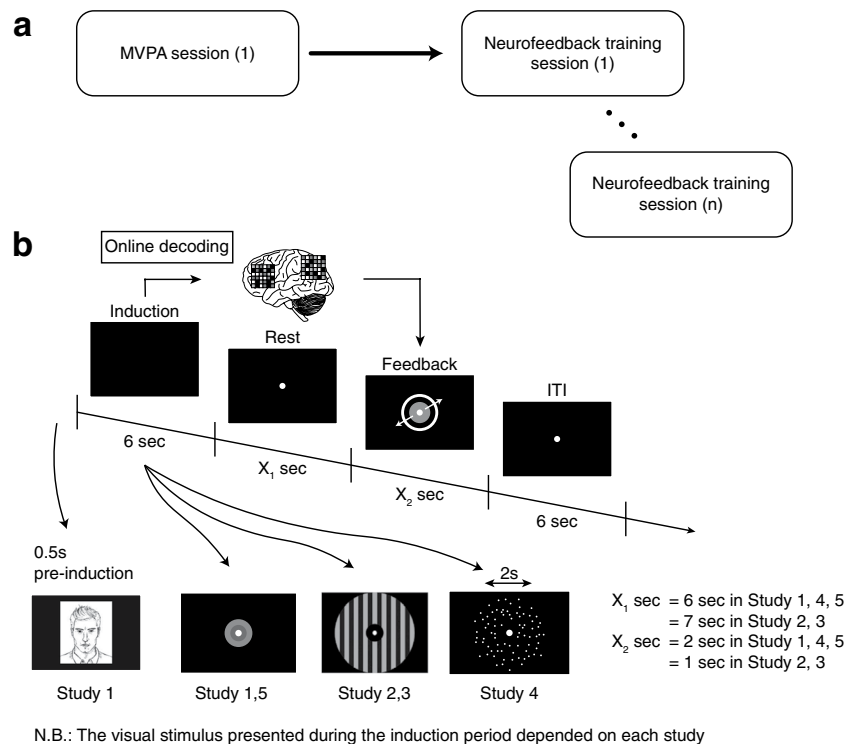 a
MVPA session (1)
Neurofeedback training
session (1)
Neurofeedback training
session (n)
b
Online decoding
Induction
Rest
Feedback
ITI
6 sec
X₁ sec
X₂ sec
6 sec
0.5s
pre-induction
2s
Study 1
Study 1,5
Study 2,3
Study 4
X₁ sec = 6 sec in Study 1, 4, 5
= 7 sec in Study 2, 3
X₂ sec = 2 sec in Study 1, 4, 5
= 1 sec in Study 2, 3
N.B.: The visual stimulus presented during the induction period depended on each study